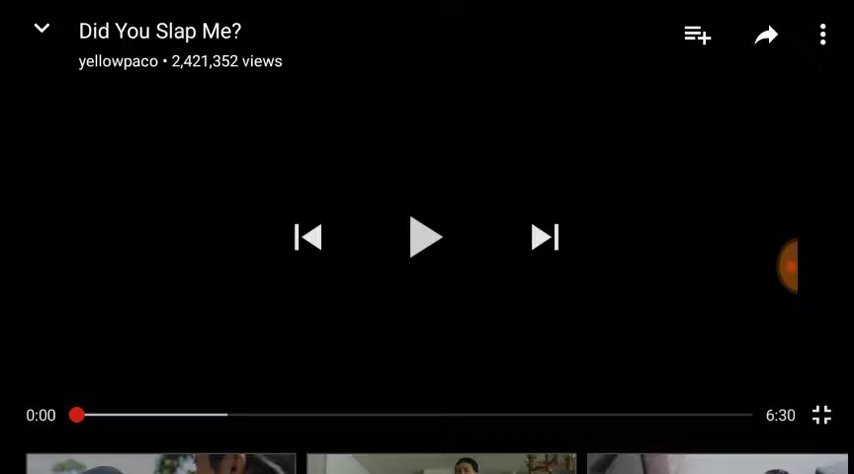 Did You Slap Me?
yellowpaco • 2,421,352 views
0:00
6:30